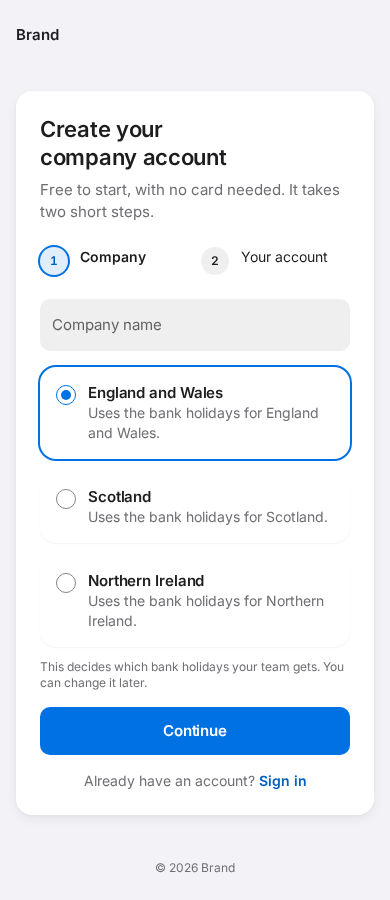 Brand
Create your
company account
Free to start, with no card needed. It takes
two short steps.
1 Company 2 Your account
Company name
England and Wales
Uses the bank holidays for England
and Wales.
Scotland
Uses the bank holidays for Scotland.
Northern Ireland
Uses the bank holidays for Northern
Ireland.
This decides which bank holidays your team gets. You
can change it later.
Continue
Already have an account? Sign in
© 2026 Brand